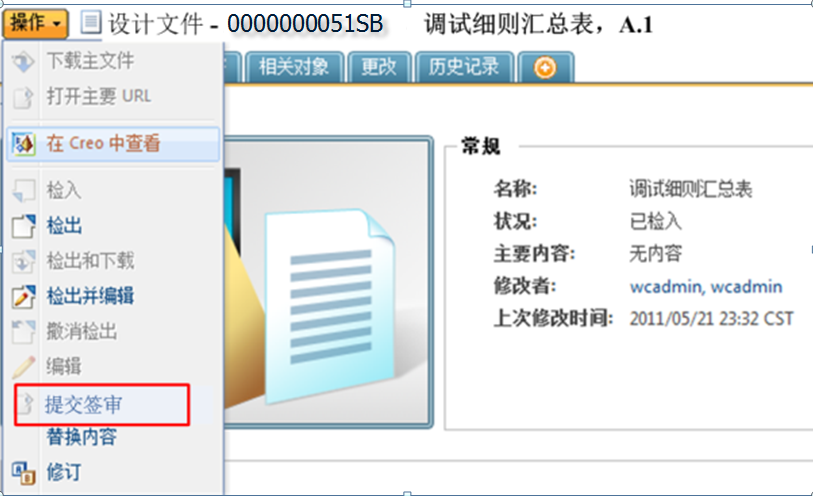 操作 设计文件 - 0000000051SB 调试细则汇总表，A.1
下载主文件
相关对象 更改 历史记录
打开主要 URL
在 Creo 中查看
常规
检入
名称: 调试细则汇总表
检出
状况: 已检入
检出和下载
主要内容: 无内容
检出并编辑
修改者: wcadmin, wcadmin
撤消检出
上次修改时间: 2011/05/21 23:32 CST
编辑
提交签审
替换内容
修订